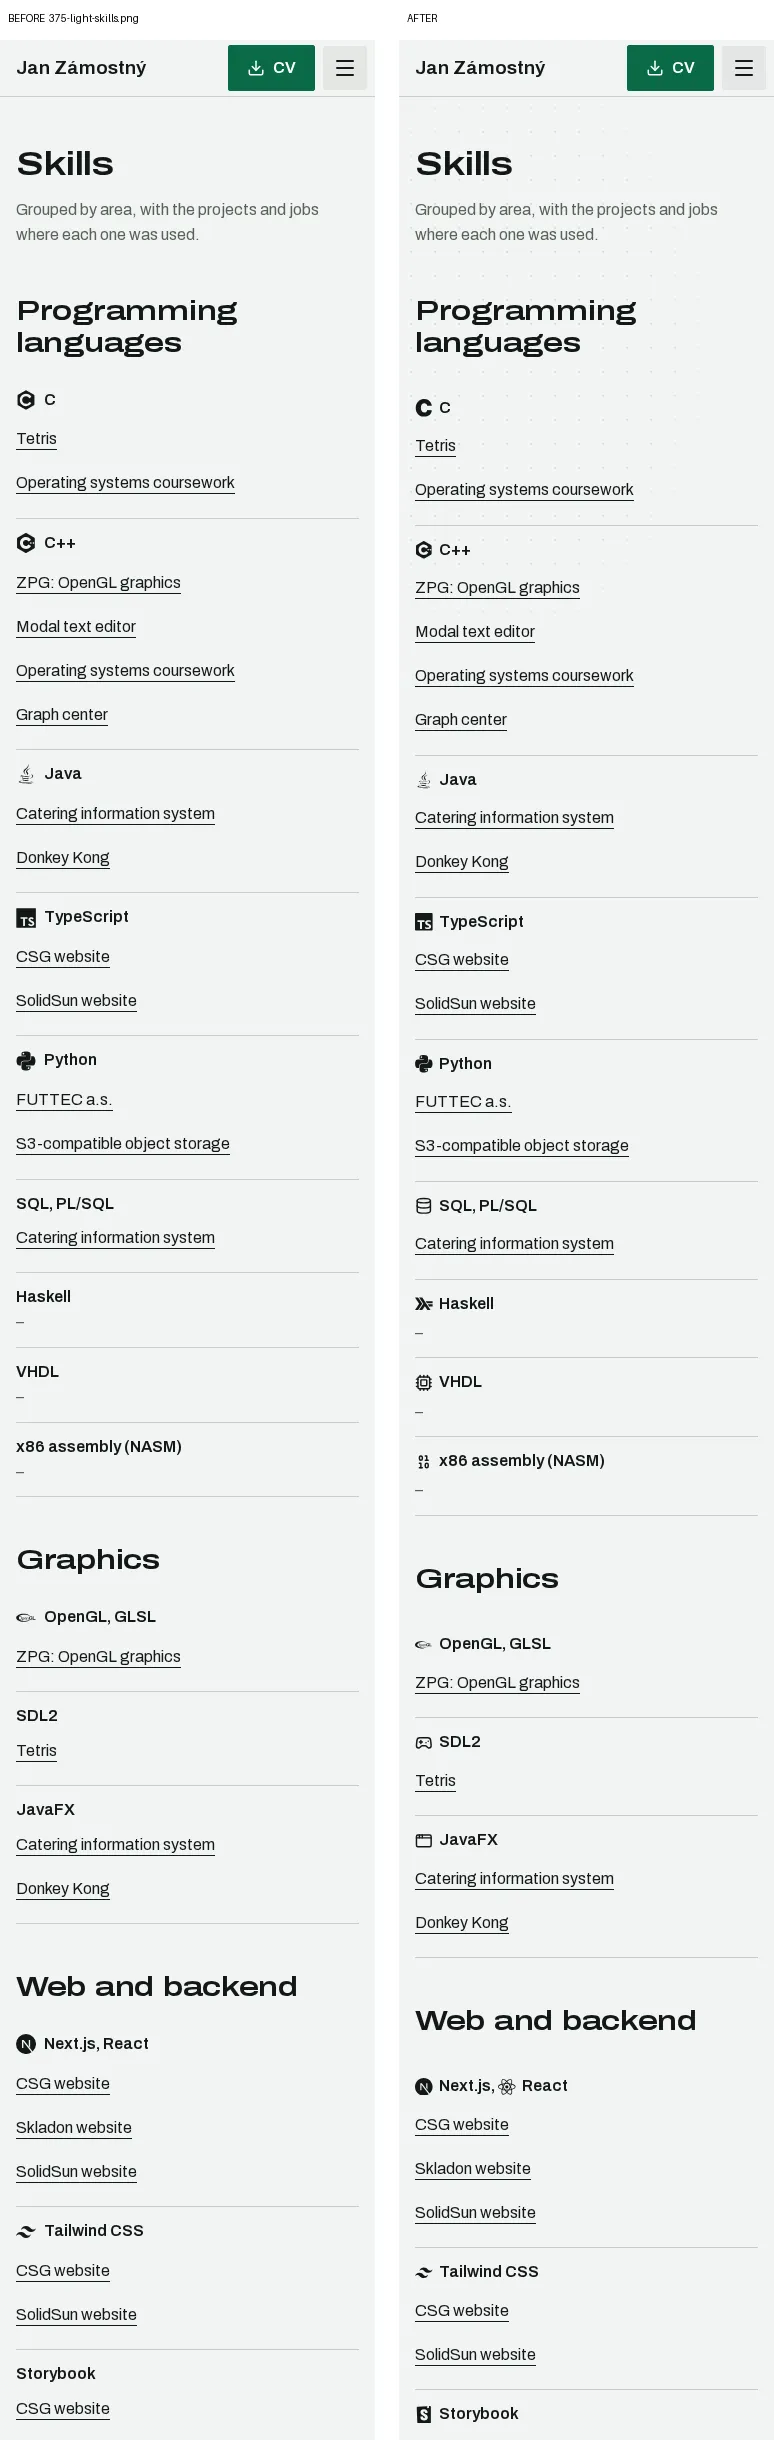 BEFORE 375-light-skills.png
Jan Zámostný
CV
Skills
Grouped by area, with the projects and jobs
where each one was used.
Programming
languages
C
Tetris
Operating systems coursework
C++
ZPG: OpenGL graphics
Modal text editor
Operating systems coursework
Graph center
Java
Catering information system
Donkey Kong
TypeScript
CSG website
SolidSun website
Python
FUTTEC a.s.
S3-compatible object storage
SQL, PL/SQL
Catering information system
Haskell
–
VHDL
–
x86 assembly (NASM)
–
Graphics
OpenGL, GLSL
ZPG: OpenGL graphics
SDL2
Tetris
JavaFX
Catering information system
Donkey Kong
Web and backend
Next.js, React
CSG website
Skladon website
SolidSun website
Tailwind CSS
CSG website
SolidSun website
Storybook
CSG website
AFTER
Jan Zámostný
CV
Skills
Grouped by area, with the projects and jobs
where each one was used.
Programming
languages
C
Tetris
Operating systems coursework
C++
ZPG: OpenGL graphics
Modal text editor
Operating systems coursework
Graph center
Java
Catering information system
Donkey Kong
TypeScript
CSG website
SolidSun website
Python
FUTTEC a.s.
S3-compatible object storage
SQL, PL/SQL
Catering information system
Haskell
–
VHDL
–
x86 assembly (NASM)
–
Graphics
OpenGL, GLSL
ZPG: OpenGL graphics
SDL2
Tetris
JavaFX
Catering information system
Donkey Kong
Web and backend
Next.js, React
CSG website
Skladon website
SolidSun website
Tailwind CSS
CSG website
SolidSun website
Storybook